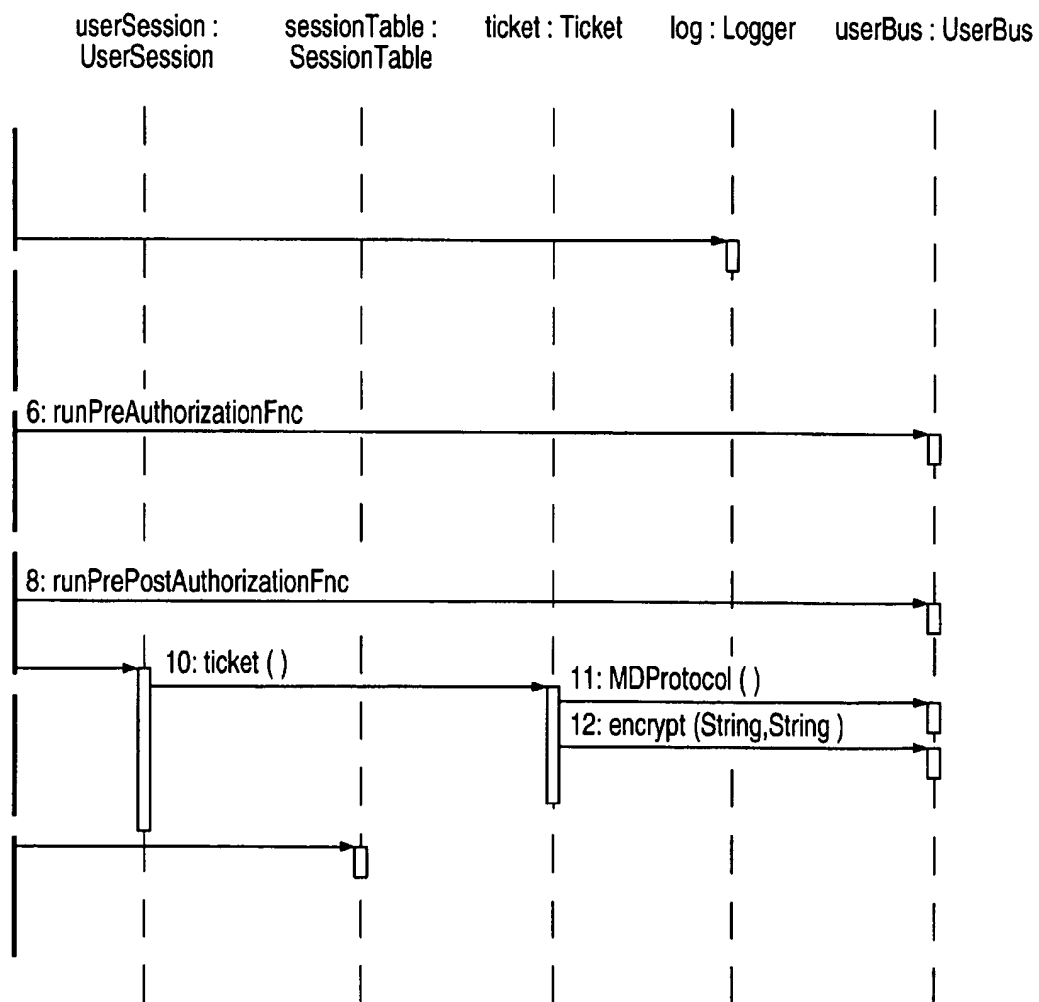 userSession : UserSession
sessionTable : SessionTable
ticket : Ticket
log : Logger
userBus : UserBus
6: runPreAuthorizationFnc
8: runPrePostAuthorizationFnc
10: ticket ( )
11: MDProtocol ( )
12: encrypt (String,String )